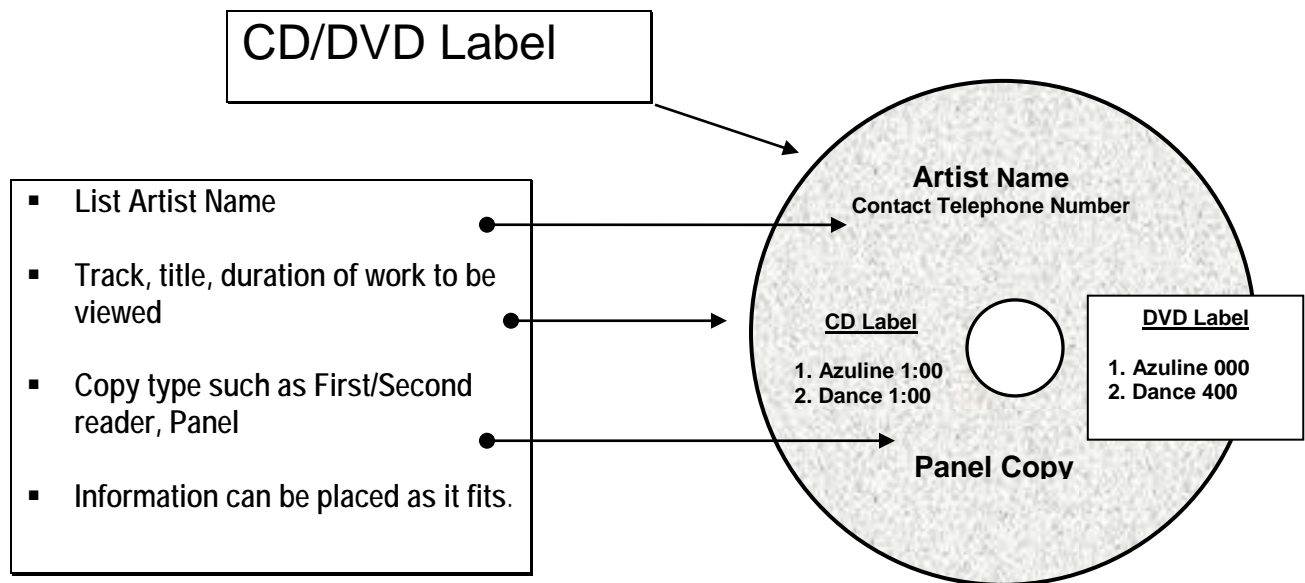 CD/DVD Label
▪ List Artist Name
▪ Track, title, duration of work to be
viewed
▪ Copy type such as First/Second
reader, Panel
▪ Information can be placed as it fits.
Artist Name
Contact Telephone Number
CD Label
1. Azuline 1:00
2. Dance 1:00
DVD Label
1. Azuline 000
2. Dance 400
Panel Copy